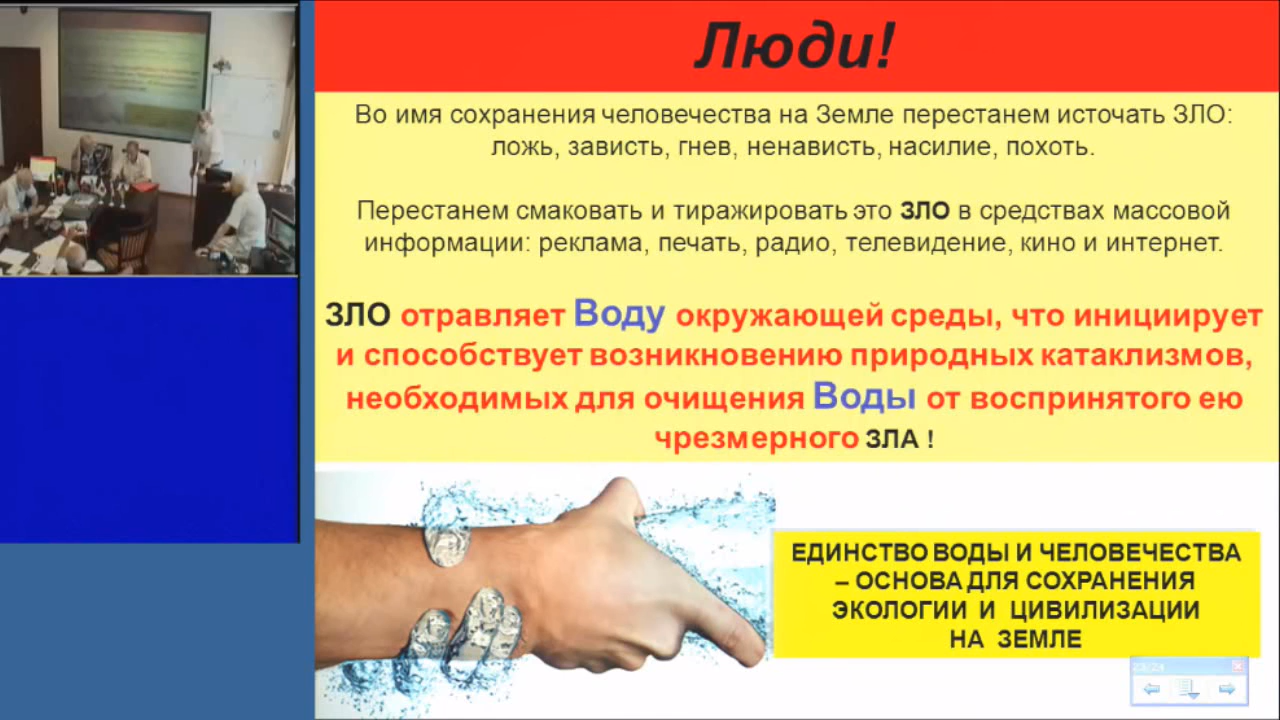 Люди!
Во имя сохранения человечества на Земле перестанем источать ЗЛО:
ложь, зависть, гнев, ненависть, насилие, похоть.
Перестанем смаковать и тиражировать это ЗЛО в средствах массовой
информации: реклама, печать, радио, телевидение, кино и интернет.
ЗЛО отравляет Воду окружающей среды, что инициирует
и способствует возникновению природных катаклизмов,
необходимых для очищения Воды от воспринятого ею
чрезмерного ЗЛА !
ЕДИНСТВО ВОДЫ И ЧЕЛОВЕЧЕСТВА
– ОСНОВА ДЛЯ СОХРАНЕНИЯ
ЭКОЛОГИИ И ЦИВИЛИЗАЦИИ
НА ЗЕМЛЕ
23/24